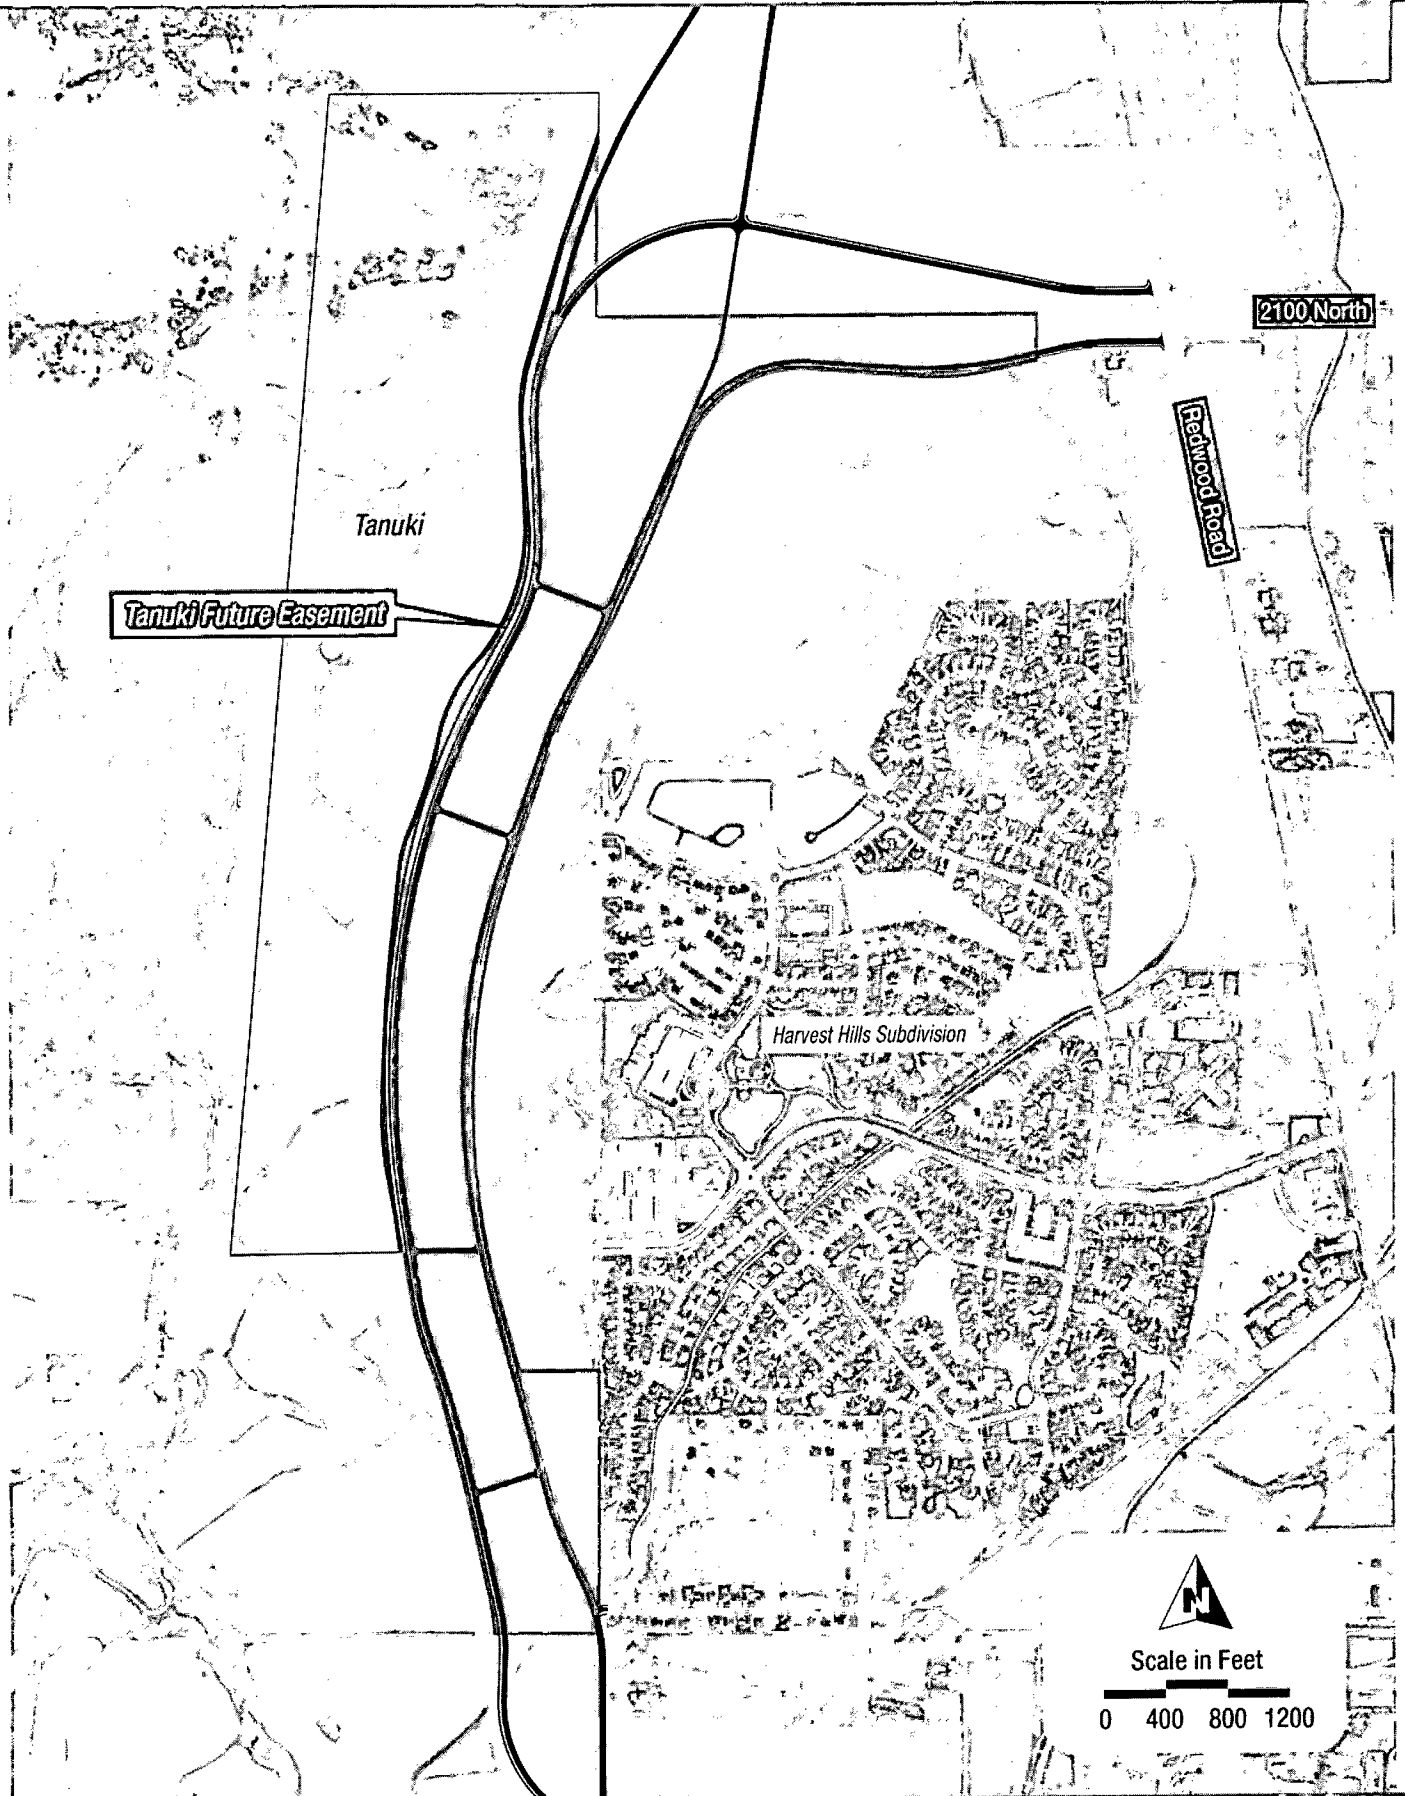 2100 North
Redwood Road
Tanuki
Tanuki Future Easement
Harvest Hills Subdivision
N
Scale in Feet
0 400 800 1200